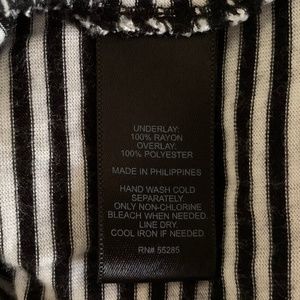 UNDERLAY:
100% RAYON
OVERLAY:
100% POLYESTER
MADE IN PHILIPPINES
HAND WASH COLD
SEPARATELY.
ONLY NON-CHLORINE
BLEACH WHEN NEEDED.
LINE DRY.
COOL IRON IF NEEDED.
RN# 55285